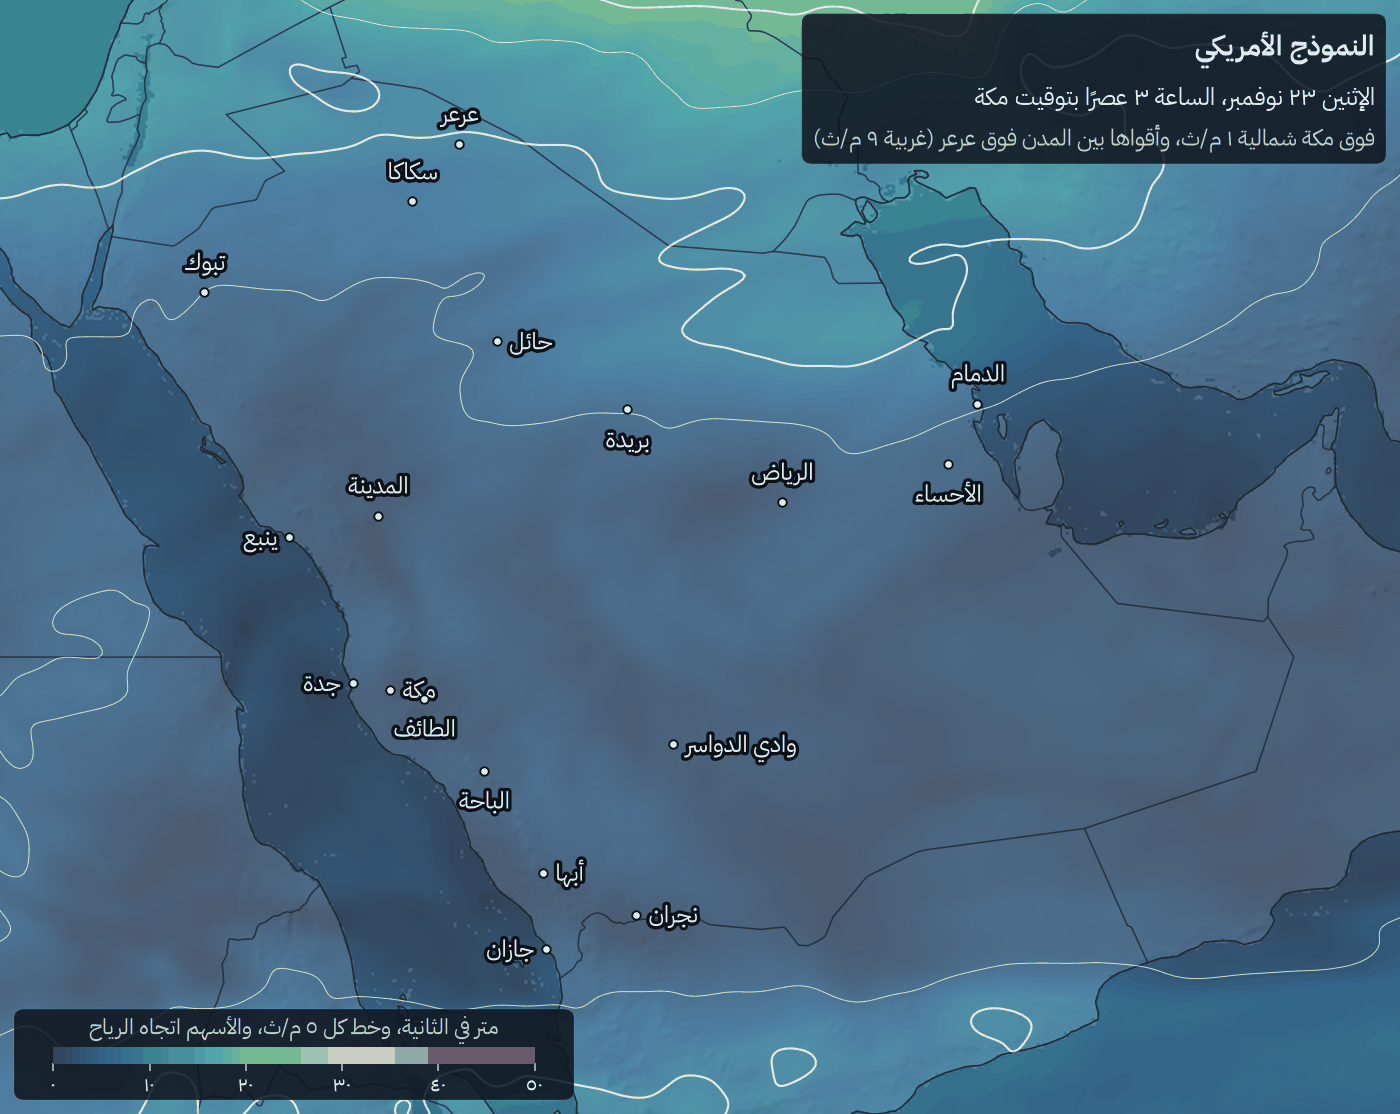 النموذج الأمريكي
الإثنين ٢٣ نوفمبر، الساعة ٣ عصرًا بتوقيت مكة
فوق مكة شمالية ١ م/ث، وأقواها بين المدن فوق عرعر (غربية ٩ م/ث)
عرعر
سكاكا
تبوك
حائل
الدمام
بريدة
الرياض
المدينة
الأحساء
ينبع
جدة
مكة
الطائف
وادي الدواسر
الباحة
أبها
نجران
جازان
متر في الثانية، وخط كل ٥ م/ث، والأسهم اتجاه الرياح
٠ ١٠ ٢٠ ٣٠ ٤٠ ٥٠